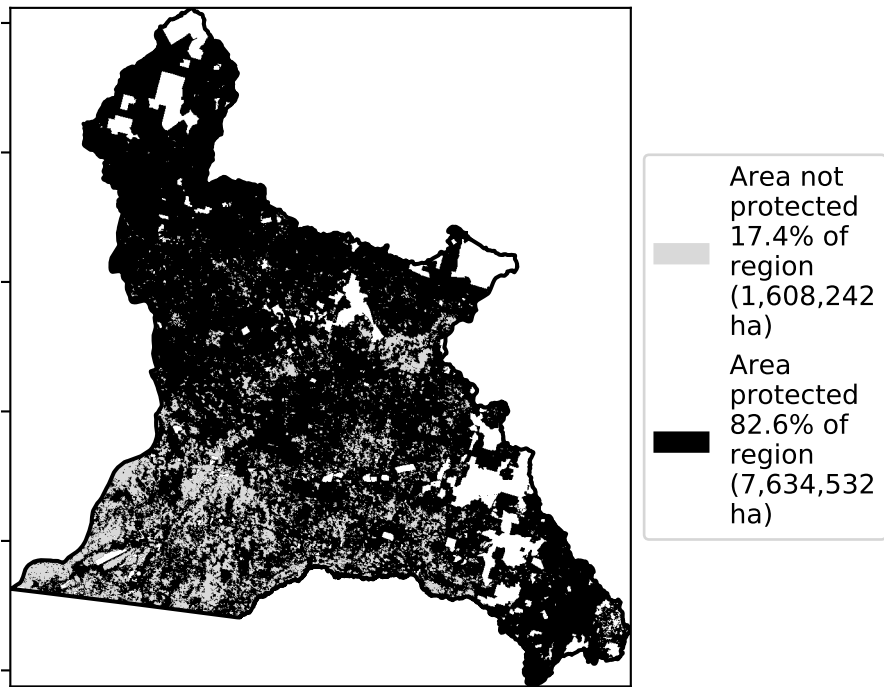 Area not
protected
17.4% of
region
(1,608,242
ha)
Area
protected
82.6% of
region
(7,634,532
ha)